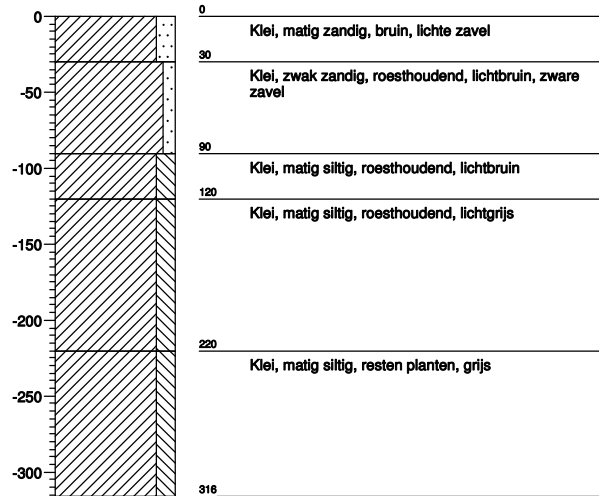 0
0
Klei, matig zandig, bruin, lichte zavel
30
Klei, zwak zandig, roesthoudend, lichtbruin, zware
zavel
-50
90
Klei, matig siltig, roesthoudend, lichtbruin
-100
120
Klei, matig siltig, roesthoudend, lichtgrijs
-150
-200
220
Klei, matig siltig, resten planten, grijs
-250
-300
316